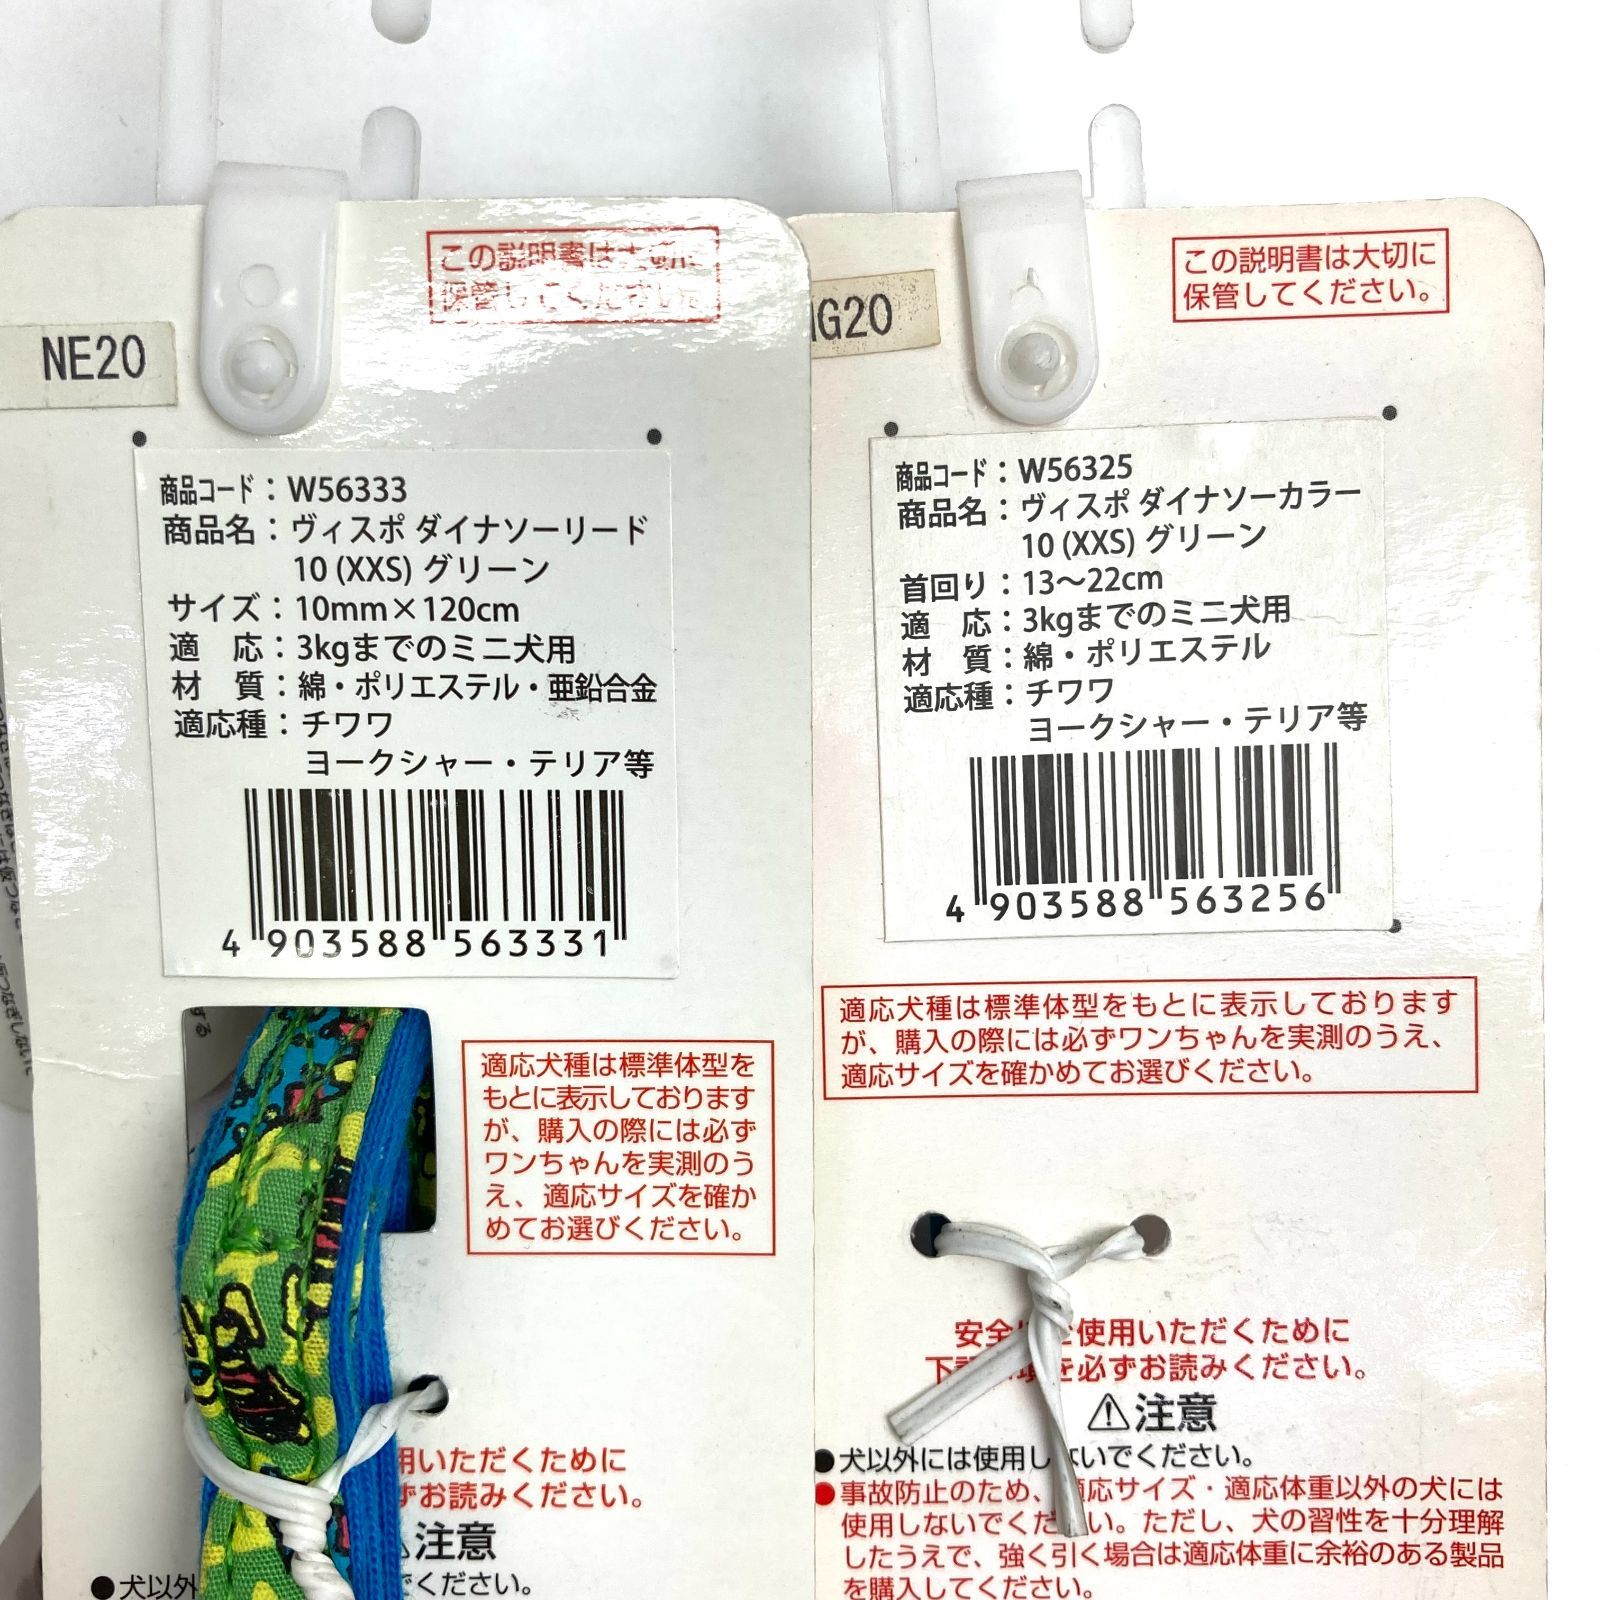 この説明書は大切に
保管してください。
NE20
商品コード：W56333
商品名：ヴィスポ ダイナソーリード
10 (XXS) グリーン
サイズ：10mm×120cm
適　応：3kgまでのミニ犬用
材　質：綿・ポリエステル・亜鉛合金
適応種：チワワ
ヨークシャー・テリア等
4 903588 563331
適応犬種は標準体型を
もとに表示しております
が、購入の際には必ず
ワンちゃんを実測のう
え、適応サイズを確か
めてお選びください。
用いただくために
ずお読みください。
注意
●犬以外
でください。
この説明書は大切に
保管してください。
G20
商品コード：W56325
商品名：ヴィスポ ダイナソーカラー
10 (XXS) グリーン
首回り：13～22cm
適　応：3kgまでのミニ犬用
材　質：綿・ポリエステル
適応種：チワワ
ヨークシャー・テリア等
4 903588 563256
適応犬種は標準体型をもとに表示しております
が、購入の際には必ずワンちゃんを実測のうえ、
適応サイズを確かめてお選びください。
安全 使用いただくために
下 を必ずお読みください。
⚠注意
●犬以外には使用し ないでください。
●事故防止のため、適応サイズ・適応体重以外の犬には
使用しないでくだ い。ただし、犬の習性を十分理解
したうえで、強く引く場合は適応体重に余裕のある製品
を購入してください。